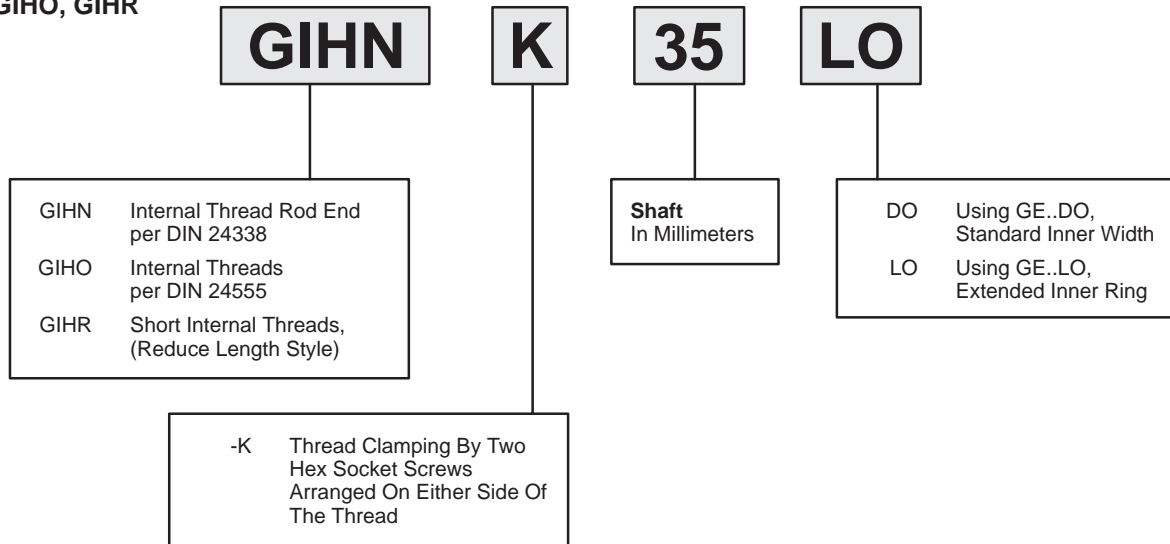 GIHO, GIHR
GIHN K 35 LO
GIHN Internal Thread Rod End
per DIN 24338
GIHO Internal Threads
per DIN 24555
GIHR Short Internal Threads,
(Reduce Length Style)
Shaft
In Millimeters
DO Using GE..DO,
Standard Inner Width
LO Using GE..LO,
Extended Inner Ring
-K Thread Clamping By Two
Hex Socket Screws
Arranged On Either Side Of
The Thread